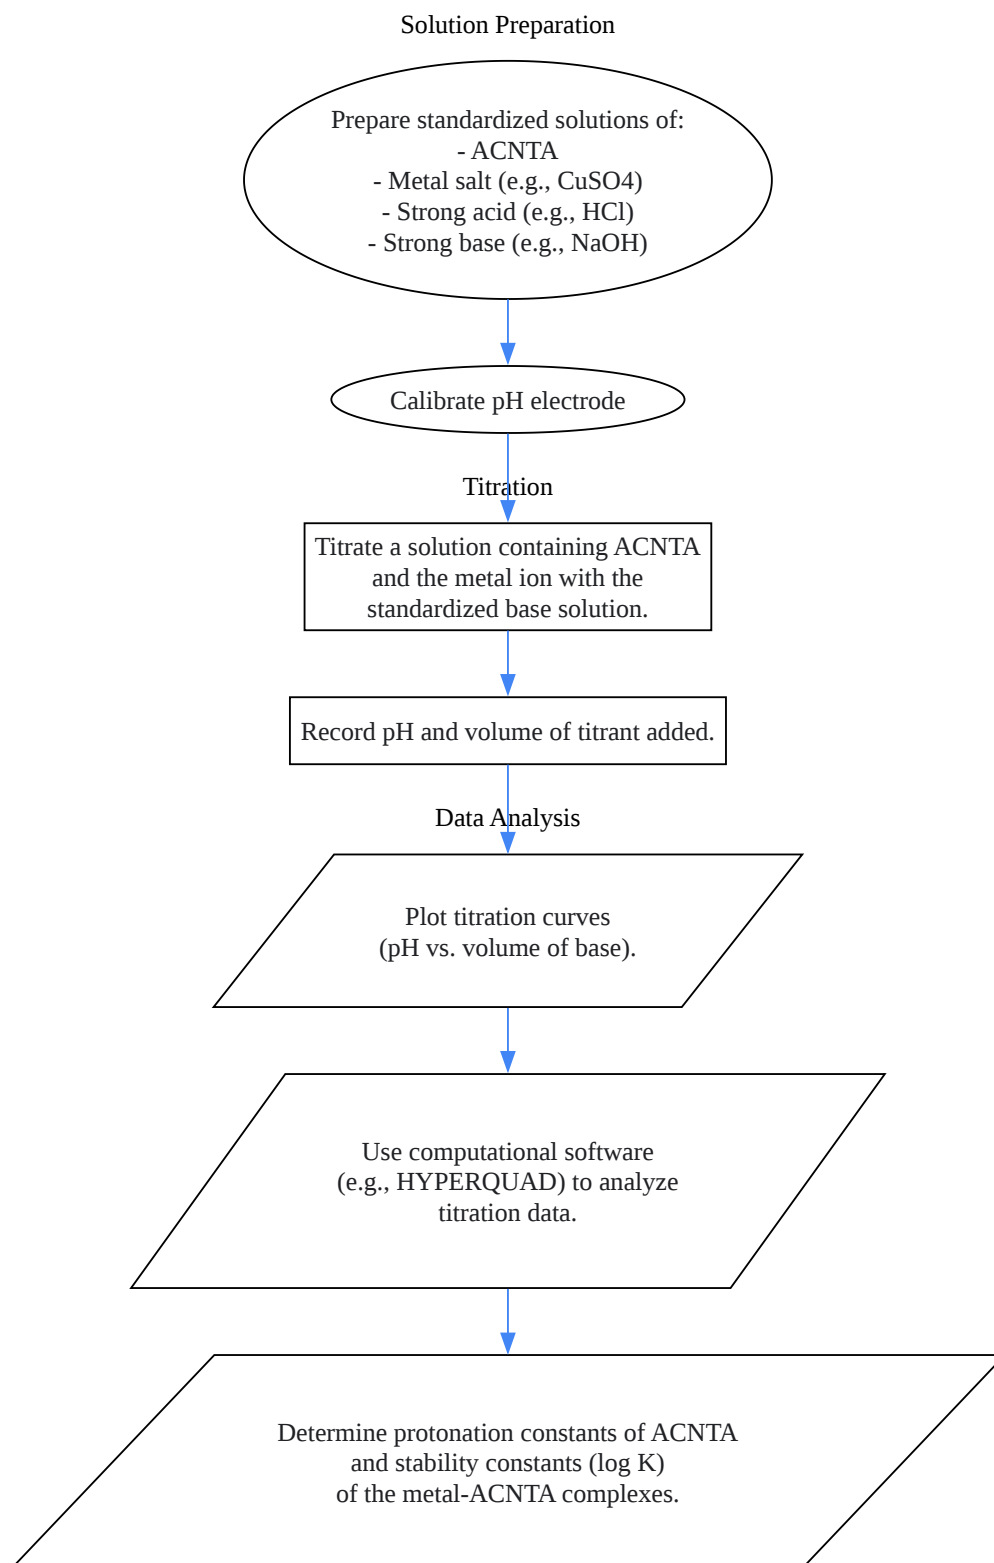 Solution Preparation
Prepare standardized solutions of:
- ACNTA
- Metal salt (e.g., CuSO4)
- Strong acid (e.g., HCl)
- Strong base (e.g., NaOH)
Calibrate pH electrode
Titration
Titrate a solution containing ACNTA
and the metal ion with the
standardized base solution.
Record pH and volume of titrant added.
Data Analysis
Plot titration curves
(pH vs. volume of base).
Use computational software
(e.g., HYPERQUAD) to analyze
titration data.
Determine protonation constants of ACNTA
and stability constants (log K)
of the metal-ACNTA complexes.